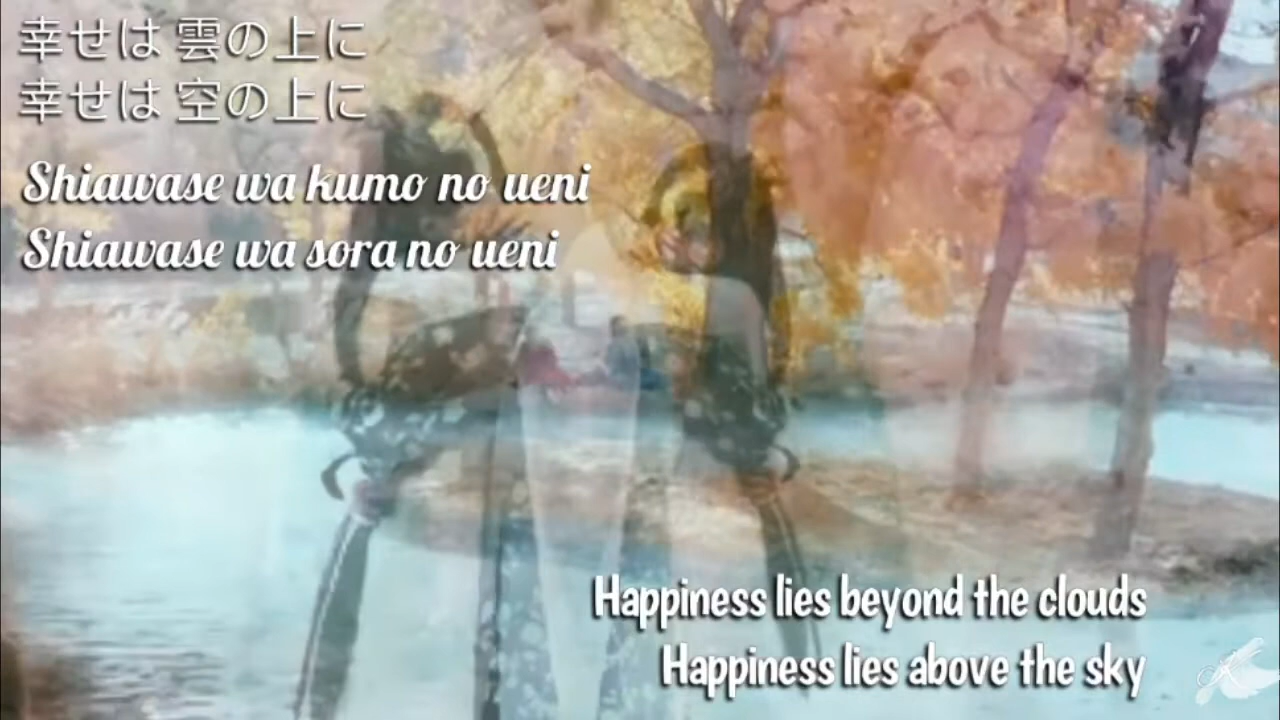 幸せは 雲の上に
幸せは 空の上に
Shiawase wa kumo no ueni
Shiawase wa sora no ueni
Happiness lies beyond the clouds
Happiness lies above the sky